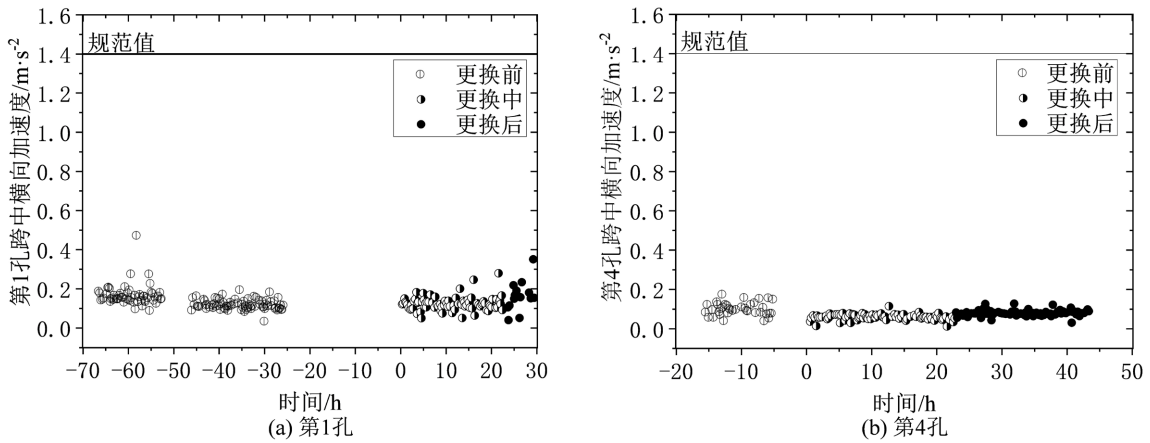 第1孔跨中横向加速度/m·s-2
1.6
1.4
1.2
1.0
0.8
0.6
0.4
0.2
0.0
规范值
更换前
更换中
更换后
-70 -60 -50 -40 -30 -20 -10 0 10 20 30
时间/h
(a) 第1孔
第4孔跨中横向加速度/m·s-2
1.6
1.4
1.2
1.0
0.8
0.6
0.4
0.2
0.0
规范值
更换前
更换中
更换后
-20 -10 0 10 20 30 40 50
时间/h
(b) 第4孔